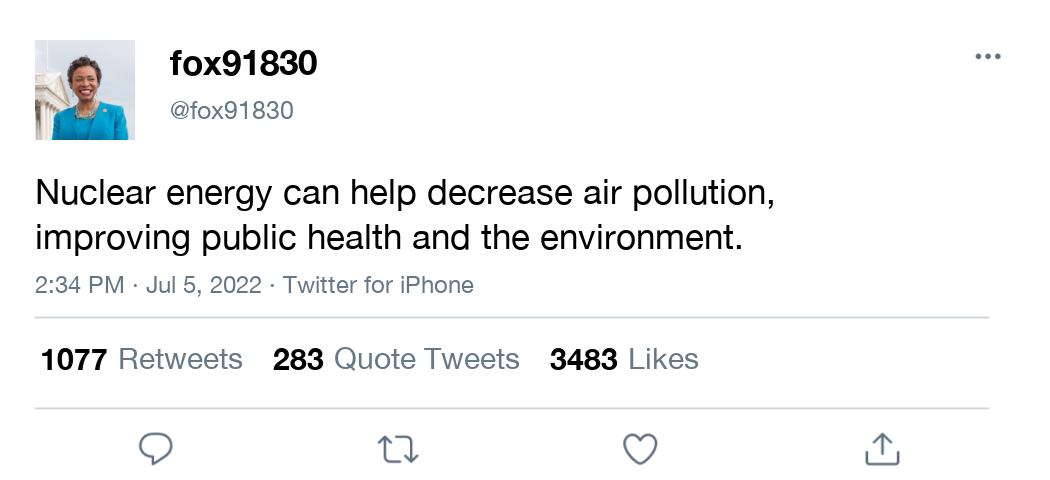 fox91830
@fox91830
Nuclear energy can help decrease air pollution,
improving public health and the environment.
2:34 PM · Jul 5, 2022 · Twitter for iPhone
1077 Retweets 283 Quote Tweets 3483 Likes